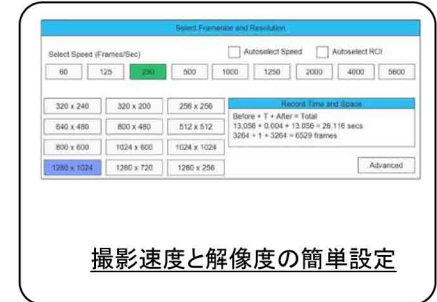 Select Framerate and Resolution
Select Speed (Frames/Sec)
Autoselect Speed
Autoselect ROI
60
125
250
500
1000
1250
2000
4000
5600
320 x 240
320 x 200
256 x 256
640 x 480
800 x 480
512 x 512
800 x 600
1024 x 600
1024 x 1024
1280 x 1024
1280 x 720
1280 x 256
Record Time and Space
Before + T + After = Total
13.056 + 0.004 + 13.056 = 26.116 secs
3264 + 1 + 3264 = 6529 frames
Advanced
撮影速度と解像度の簡単設定